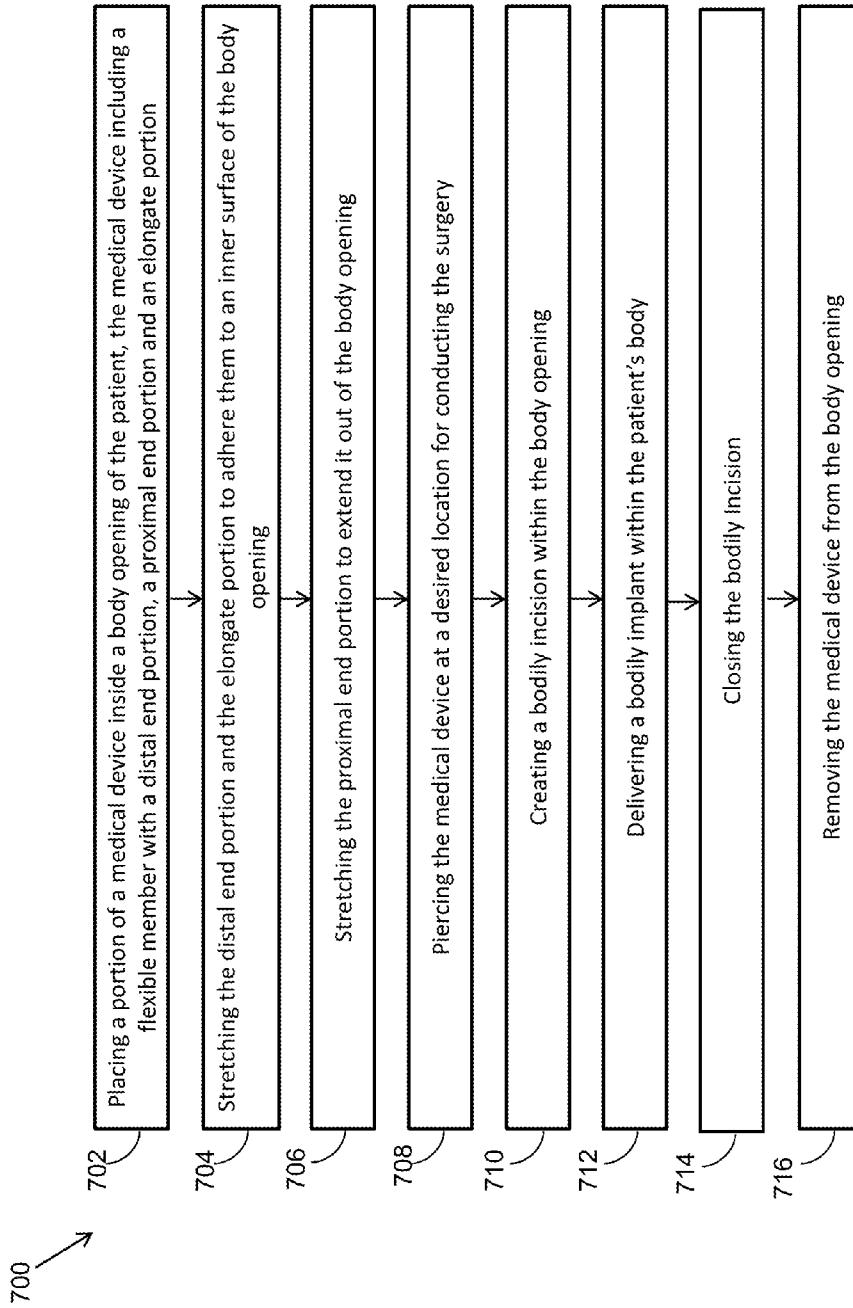 700
702
Placing a portion of a medical device inside a body opening of the patient, the medical device including a
flexible member with a distal end portion, a proximal end portion and an elongate portion
704
Stretching the distal end portion and the elongate portion to adhere them to an inner surface of the body
opening
706
Stretching the proximal end portion to extend it out of the body opening
708
Piercing the medical device at a desired location for conducting the surgery
710
Creating a bodily incision within the body opening
712
Delivering a bodily implant within the patient's body
714
Closing the bodily Incision
716
Removing the medical device from the body opening